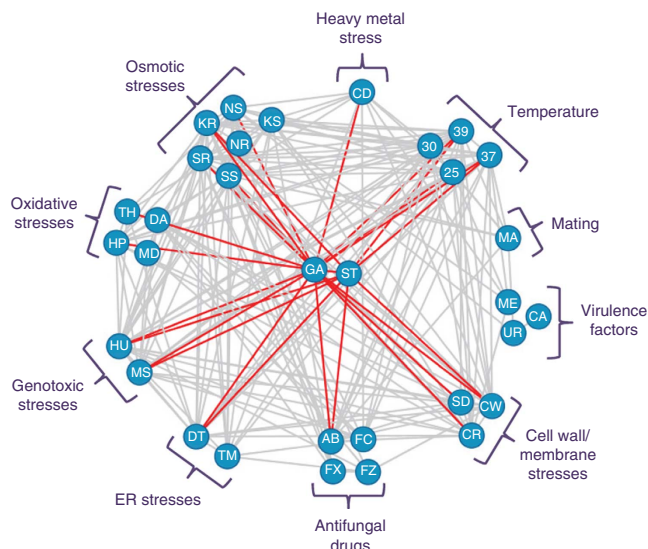 Heavy metal
stress
Osmotic
stresses
Temperature
CD
NS
KR
KS
NR
SR
SS
30
39
37
25
Oxidative
stresses
TH
DA
HP
MD
Mating
MA
GA
ST
ME
CA
UR
Virulence
factors
HU
MS
Genotoxic
stresses
SD
CW
CR
Cell wall/
membrane
stresses
DT
TM
ER stresses
AB
FC
FX
FZ
Antifungal
drugs